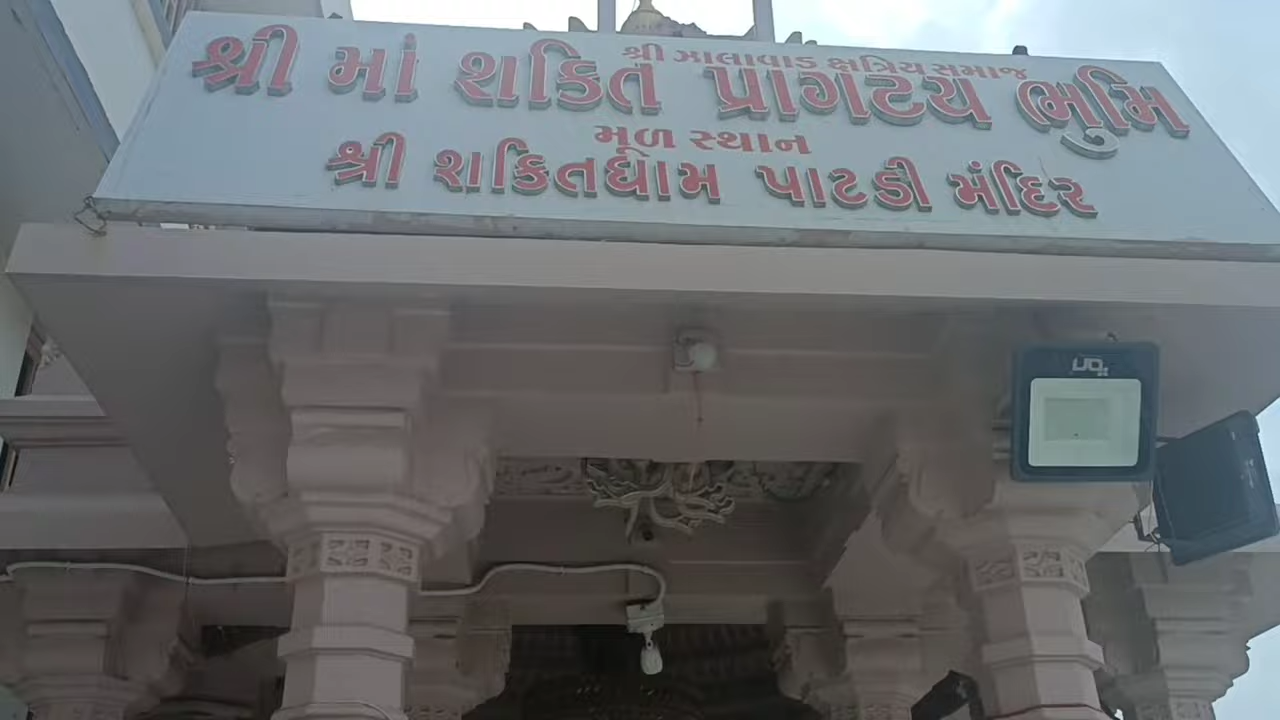 શ્રી ઝાલાવાડ ક્ષત્રિય સમાજ
શ્રી માં શકિત પ્રાગટય ભુમિ
મૂળ સ્થાન
શ્રી શકિતધામ પાટડી મંદિર